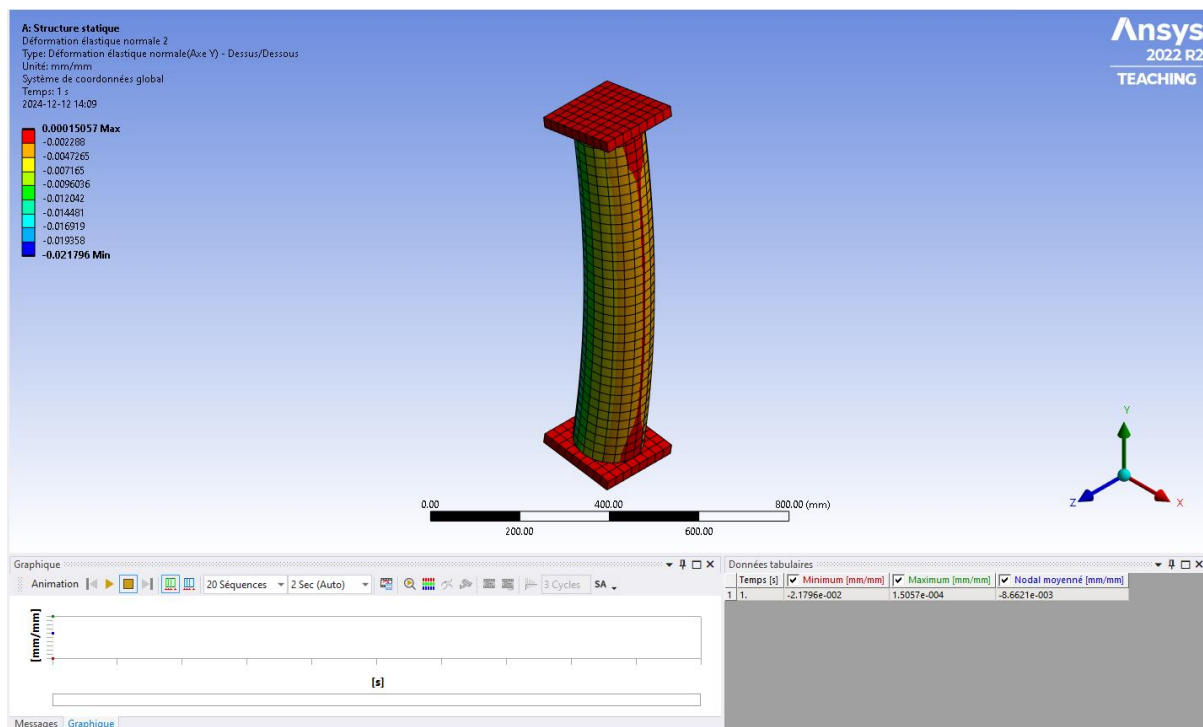 A: Structure statique
Déformation élastique normale 2
Type: Déformation élastique normale(Axe Y) - Dessus/Dessous
Unité: mm/mm
Système de coordonnées global
Temps: 1 s
2024-12-12 14:09
0.00015057 Max
-0.002288
-0.0047265
-0.007165
-0.0096036
-0.012042
-0.014481
-0.016919
-0.019358
-0.021796 Min
Ansys
2022 R2
TEACHING
0.00 400.00 800.00 (mm)
200.00 600.00
Y
Z X
Graphique
Animation 20 Séquences 2 Sec (Auto) 3 Cycles SA
[mm/mm]
[s]
Messages Graphique
Données tabulaires
Temps [s] Minimum [mm/mm] Maximum [mm/mm] Nodal moyenné [mm/mm]
1 1. -2.1796e-002 1.5057e-004 -8.6621e-003